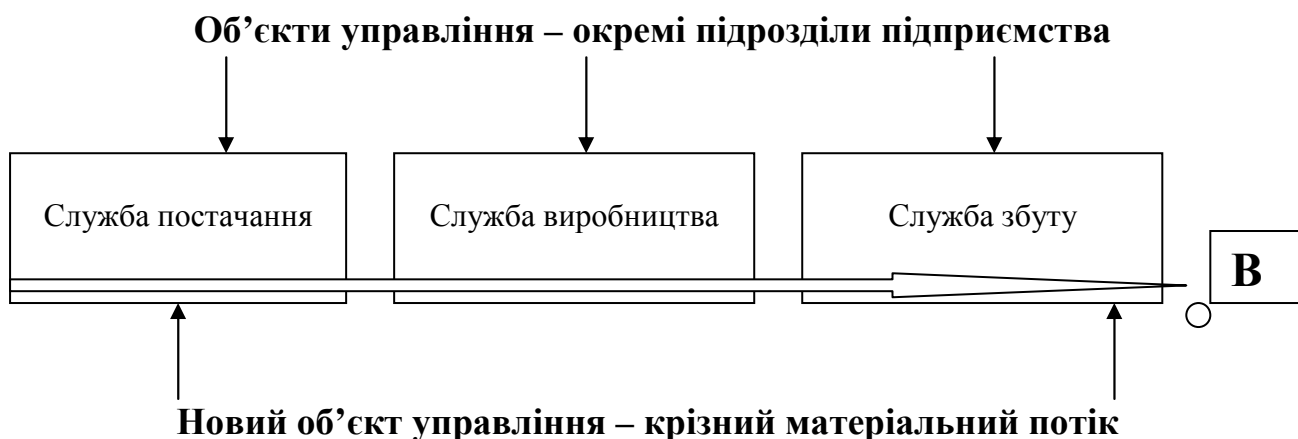 Об’єкти управління – окремі підрозділи підприємства
Служба постачання
Служба виробництва
Служба збуту
В
Новий об’єкт управління – крізний матеріальний потік